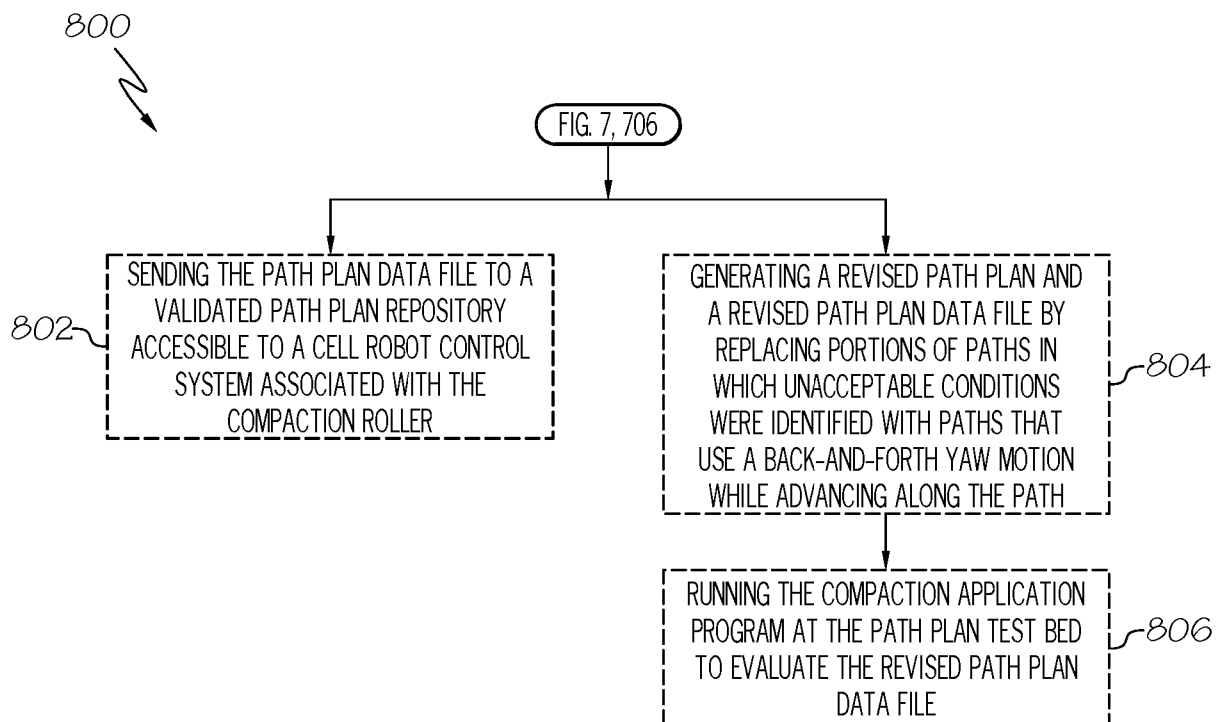 800
FIG. 7, 706
802
SENDING THE PATH PLAN DATA FILE TO A
VALIDATED PATH PLAN REPOSITORY
ACCESSIBLE TO A CELL ROBOT CONTROL
SYSTEM ASSOCIATED WITH THE
COMPACTION ROLLER
GENERATING A REVISED PATH PLAN AND
A REVISED PATH PLAN DATA FILE BY
REPLACING PORTIONS OF PATHS IN
WHICH UNACCEPTABLE CONDITIONS
WERE IDENTIFIED WITH PATHS THAT
USE A BACK-AND-FORTH YAW MOTION
WHILE ADVANCING ALONG THE PATH
804
RUNNING THE COMPACTION APPLICATION
PROGRAM AT THE PATH PLAN TEST BED
TO EVALUATE THE REVISED PATH PLAN
DATA FILE
806